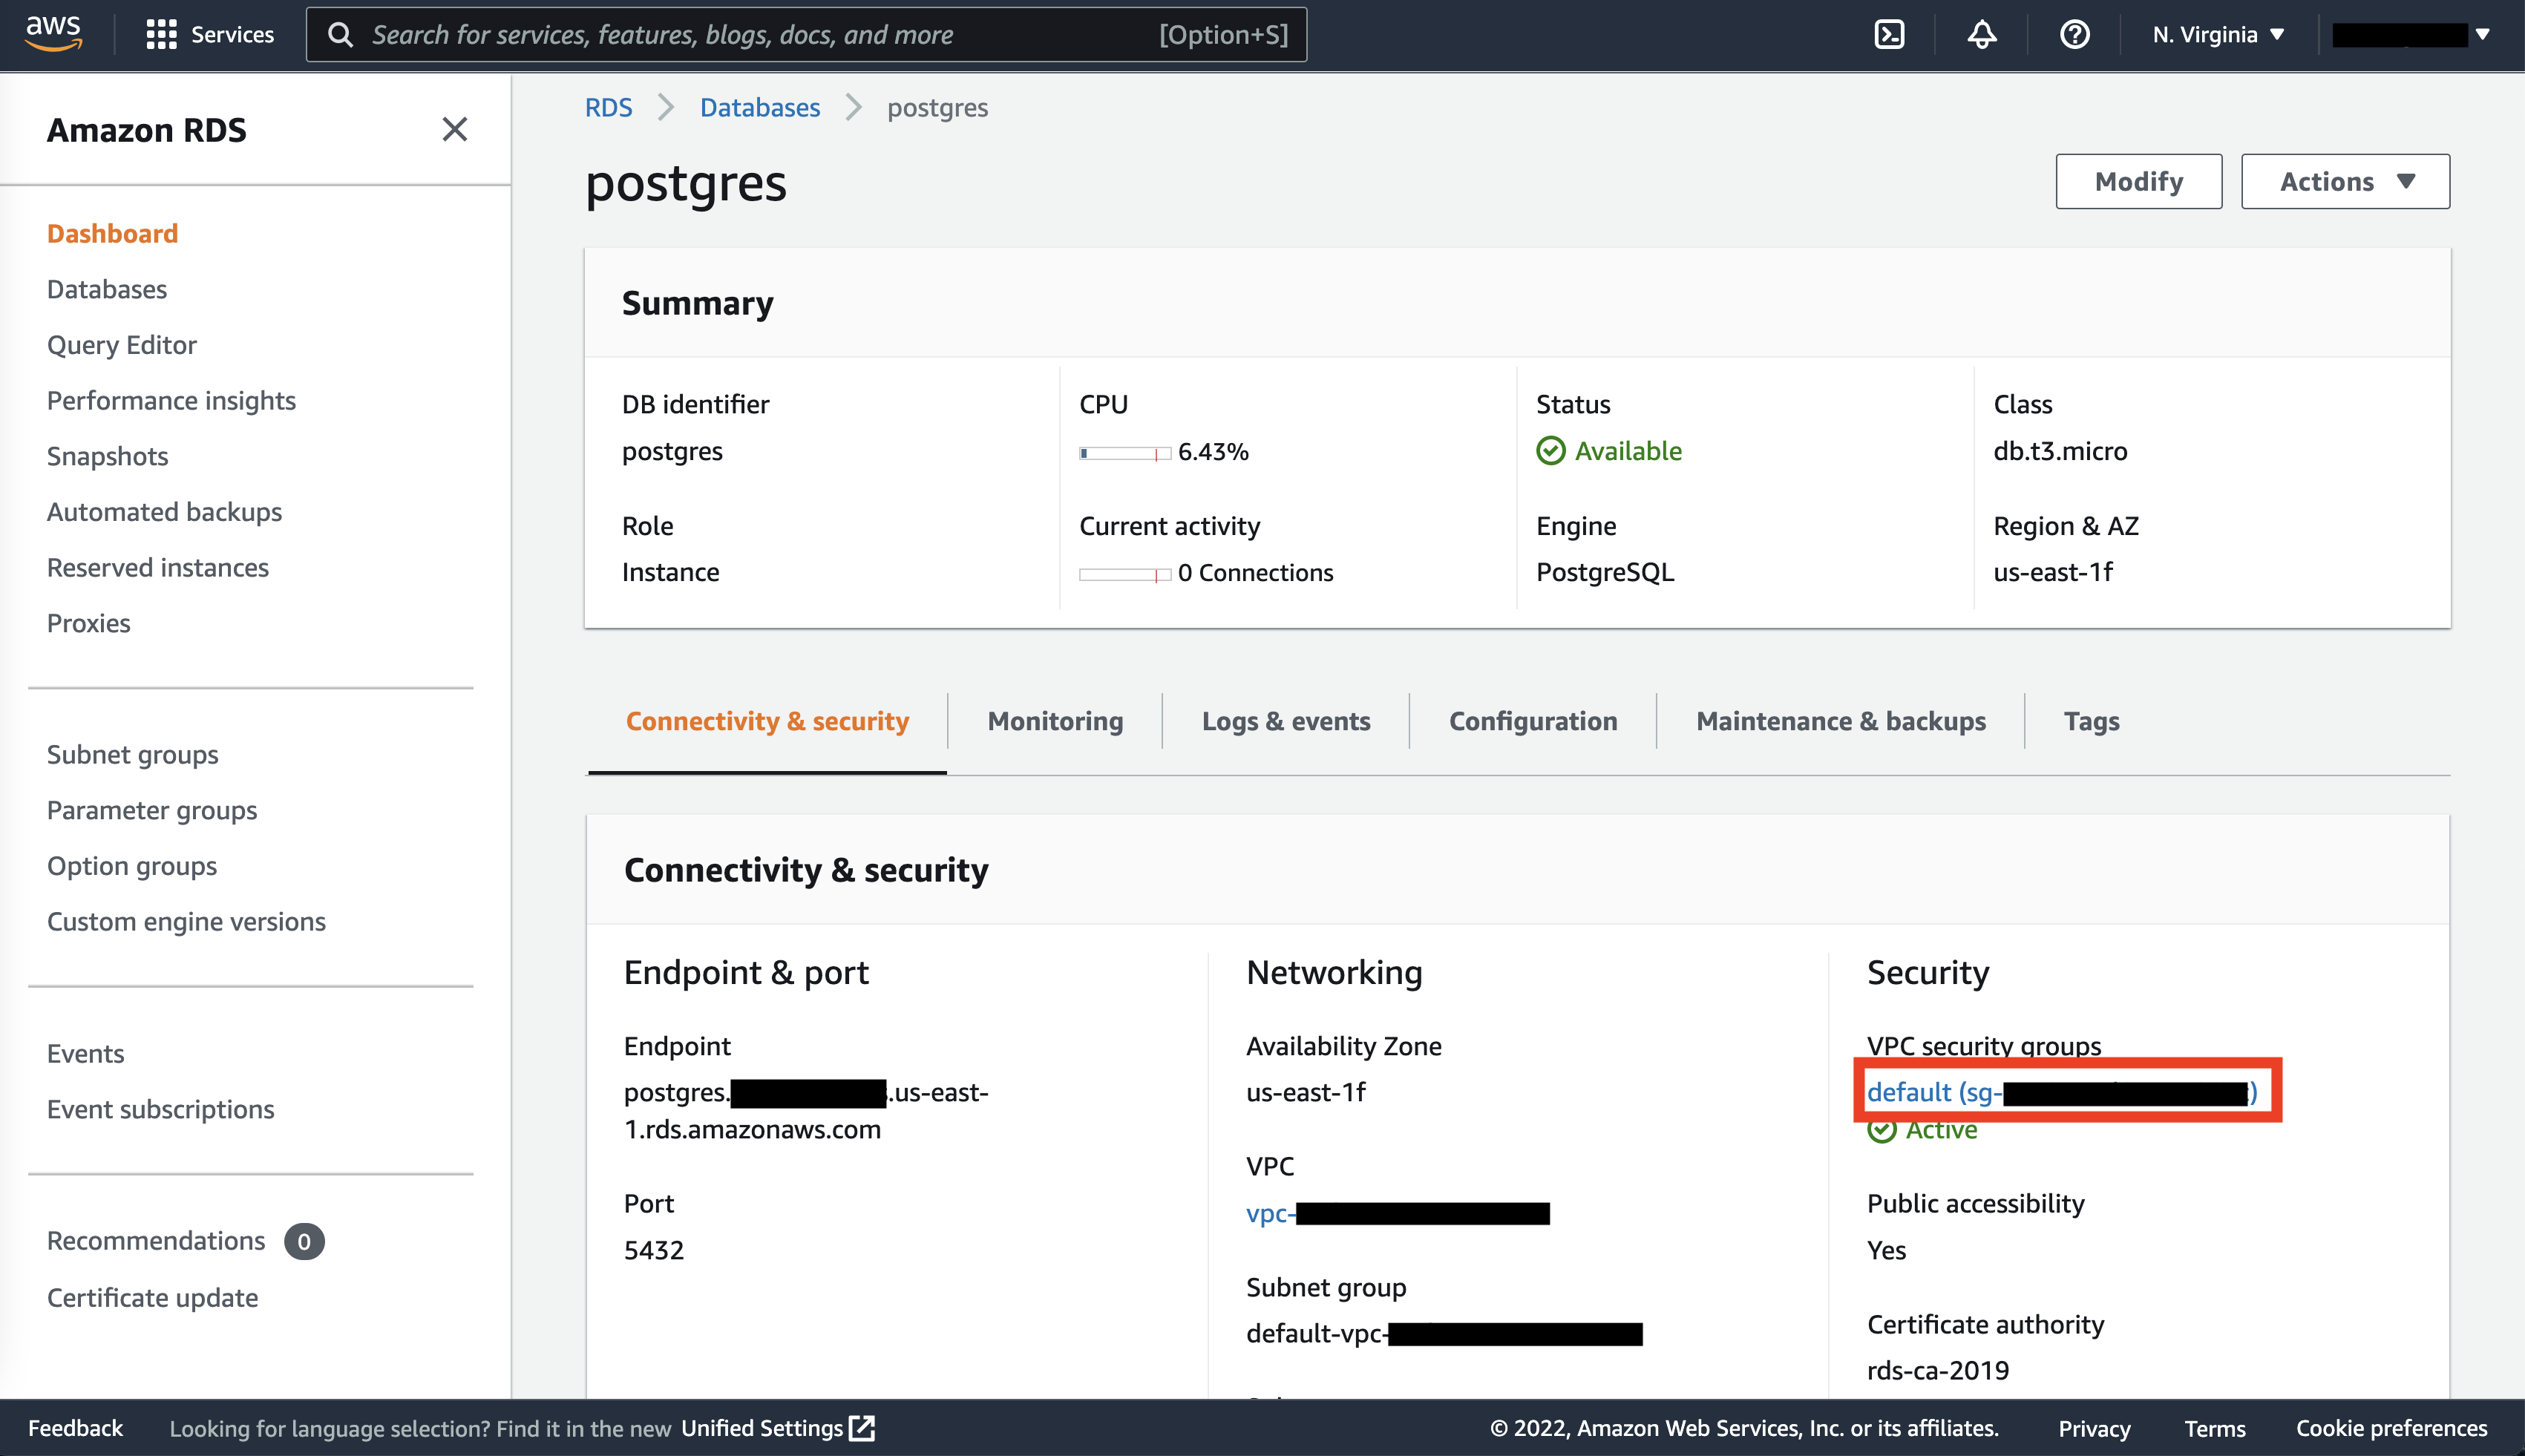 aws
Services
Search for services, features, blogs, docs, and more [Option+S]
N. Virginia
Amazon RDS
Dashboard
Databases
Query Editor
Performance insights
Snapshots
Automated backups
Reserved instances
Proxies
Subnet groups
Parameter groups
Option groups
Custom engine versions
Events
Event subscriptions
Recommendations 0
Certificate update
RDS > Databases > postgres
postgres
Modify
Actions
Summary
DB identifier
postgres
CPU
6.43%
Status
Available
Class
db.t3.micro
Role
Instance
Current activity
0 Connections
Engine
PostgreSQL
Region & AZ
us-east-1f
Connectivity & security
Monitoring
Logs & events
Configuration
Maintenance & backups
Tags
Connectivity & security
Endpoint & port
Endpoint
postgres. .us-east-
1.rds.amazonaws.com
Port
5432
Networking
Availability Zone
us-east-1f
VPC
vpc-
Subnet group
default-vpc-
Security
VPC security groups
default (sg- )
Active
Public accessibility
Yes
Certificate authority
rds-ca-2019
Feedback
Looking for language selection? Find it in the new Unified Settings
© 2022, Amazon Web Services, Inc. or its affiliates.
Privacy
Terms
Cookie preferences